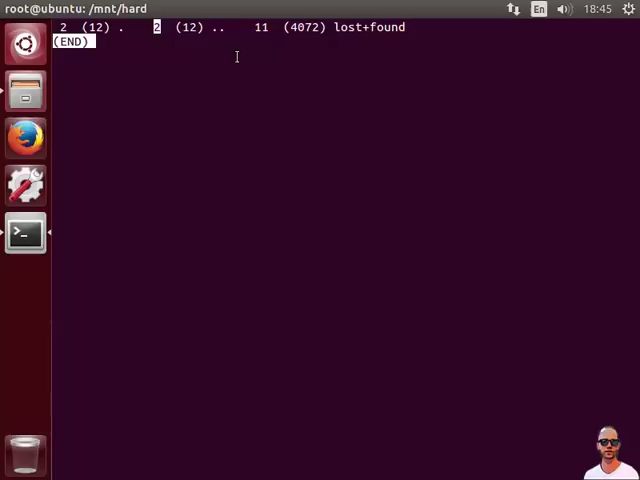 root@ubuntu: /mnt/hard
En
18:45
2  (12) .    2  (12) ..    11  (4072) lost+found
(END)
>_